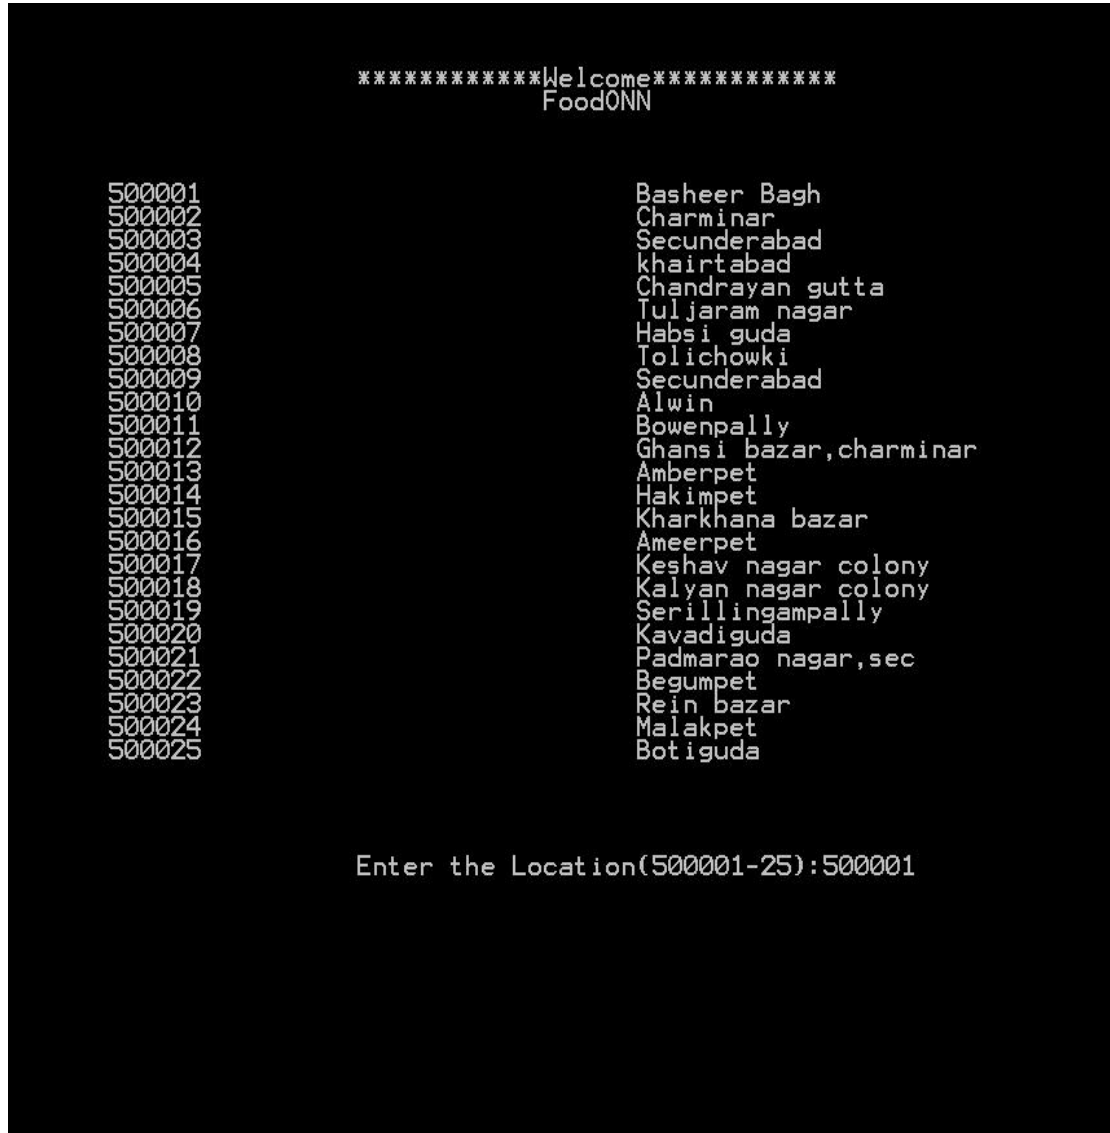 ************Welcome************
FoodONN
500001 Basheer Bagh
500002 Charminar
500003 Secunderabad
500004 khairtabad
500005 Chandrayan gutta
500006 Tuljaram nagar
500007 Habsi guda
500008 Tolichowki
500009 Secunderabad
500010 Alwin
500011 Bowenpally
500012 Ghansi bazar,charminar
500013 Amberpet
500014 Hakimpet
500015 Kharkhana bazar
500016 Ameerpet
500017 Keshav nagar colony
500018 Kalyan nagar colony
500019 Serillingampally
500020 Kavadiguda
500021 Padmarao nagar,sec
500022 Begumpet
500023 Rein bazar
500024 Malakpet
500025 Botiguda
Enter the Location(500001-25):500001